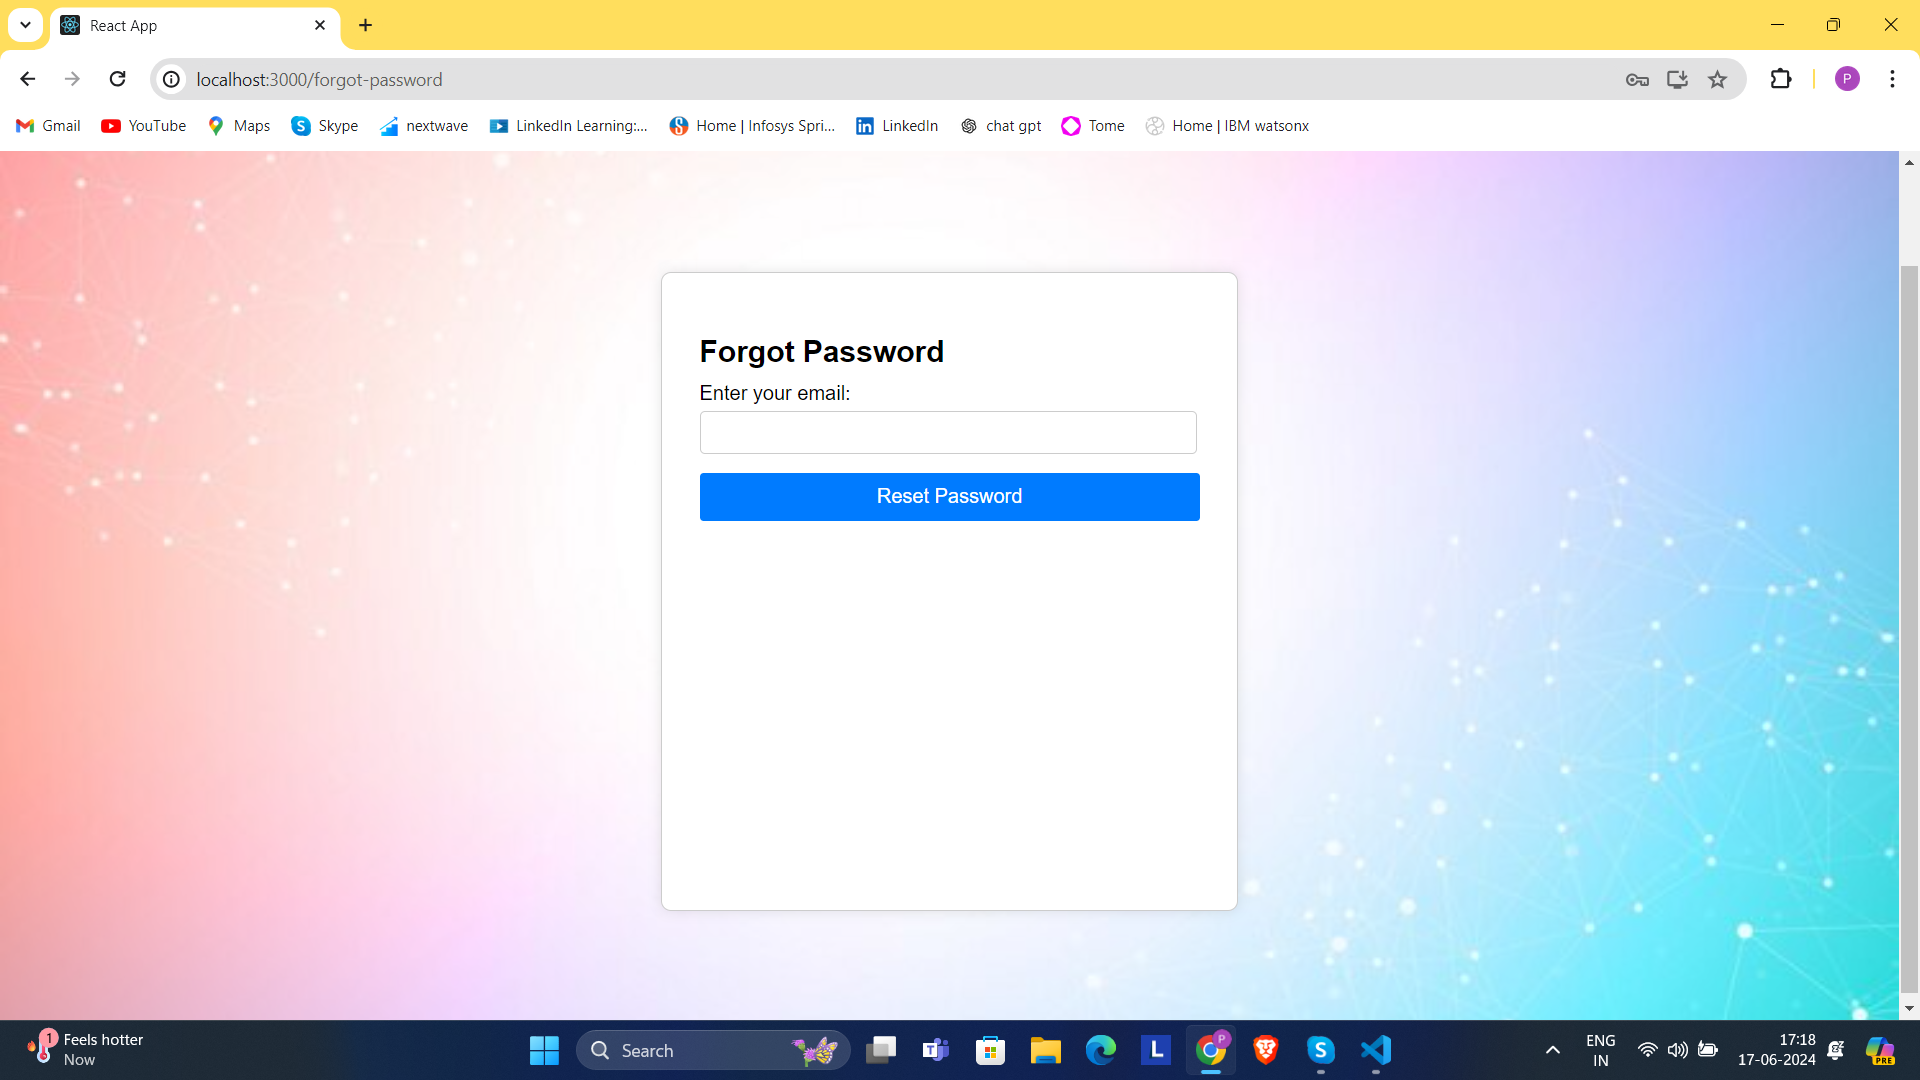 React App
localhost:3000/forgot-password
P
Gmail YouTube Maps Skype nextwave LinkedIn Learning:... Home | Infosys Spri... LinkedIn chat gpt Tome Home | IBM watsonx
Forgot Password
Enter your email:
Reset Password
1 Feels hotter
Now
Search
ENG
IN
17:18
17-06-2024
PRE